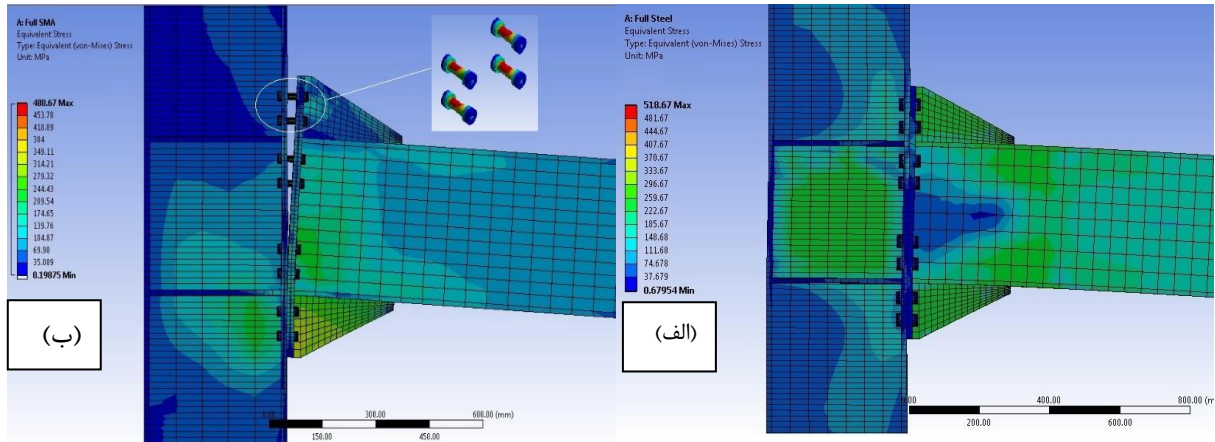 A: Full SMA
Equivalent Stress
Type: Equivalent (von-Mises) Stress
Unit: MPa
488.67 Max
453.78
418.89
384
349.11
314.21
279.32
244.43
209.54
174.65
139.76
104.87
69.98
35.089
0.19875 Min
(ب)
0.00
300.00
600.00 (mm)
150.00
450.00
A: Full Steel
Equivalent Stress
Type: Equivalent (von-Mises) Stress
Unit: MPa
518.67 Max
481.67
444.67
407.67
370.67
333.67
296.67
259.67
222.67
185.67
148.68
111.68
74.678
37.679
0.67954 Min
(الف)
0.00
400.00
800.00 (m
200.00
600.00